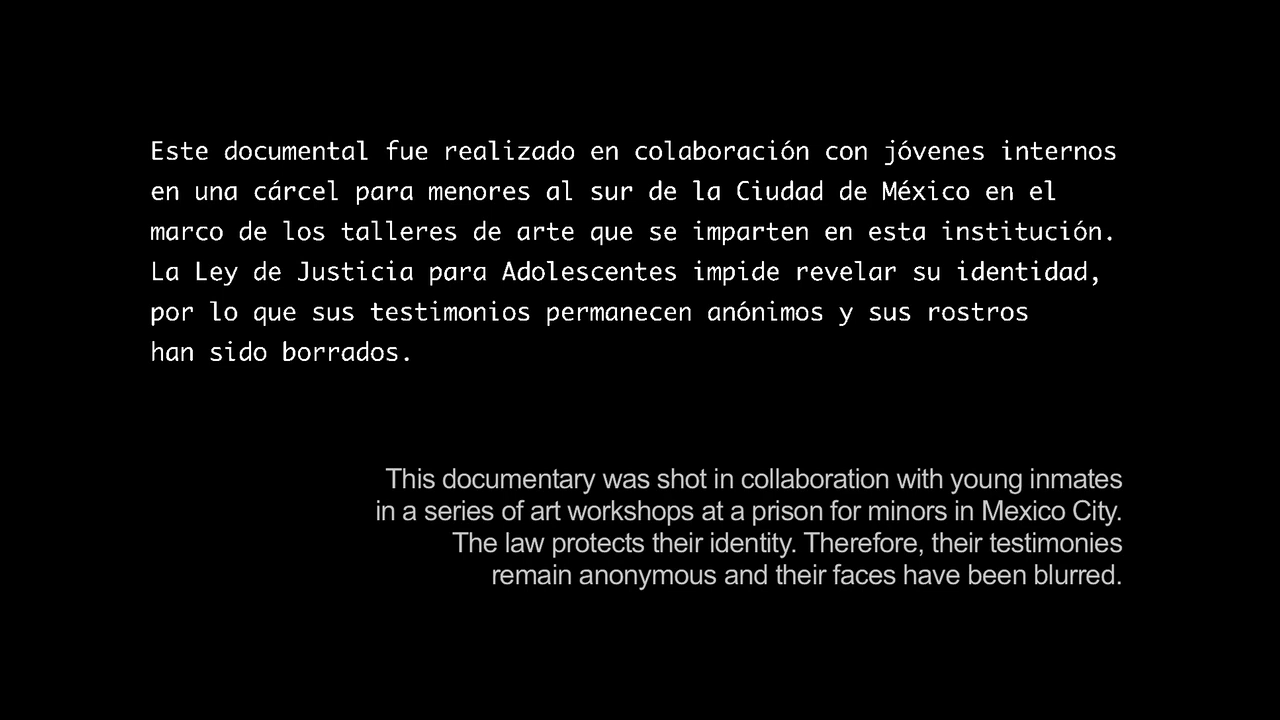 Este documental fue realizado en colaboración con jóvenes internos
en una cárcel para menores al sur de la Ciudad de México en el
marco de los talleres de arte que se imparten en esta institución.
La Ley de Justicia para Adolescentes impide revelar su identidad,
por lo que sus testimonios permanecen anónimos y sus rostros
han sido borrados.
This documentary was shot in collaboration with young inmates
in a series of art workshops at a prison for minors in Mexico City.
The law protects their identity. Therefore, their testimonies
remain anonymous and their faces have been blurred.